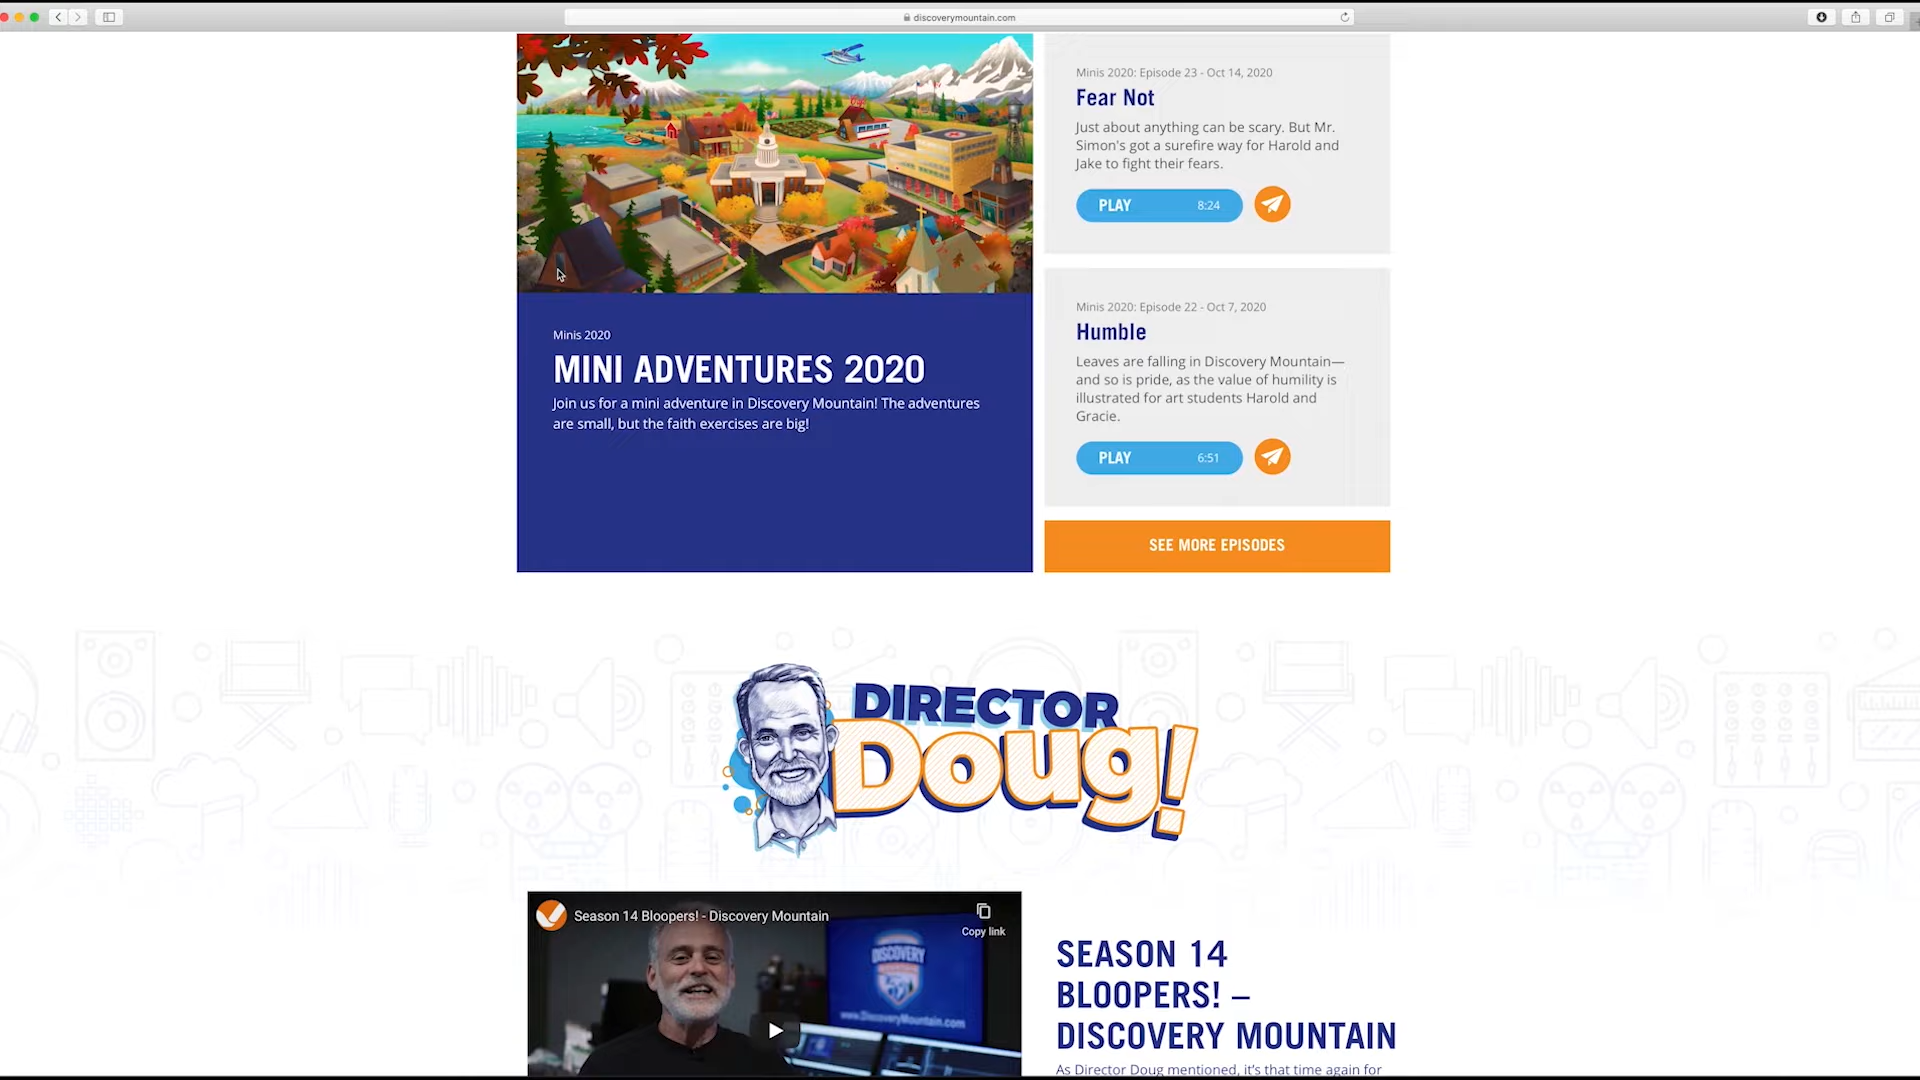 discoverymountain.com
Minis 2020: Episode 23 - Oct 14, 2020
Fear Not
Just about anything can be scary. But Mr.
Simon's got a surefire way for Harold and
Jake to fight their fears.
PLAY 8:24
Minis 2020: Episode 22 - Oct 7, 2020
Humble
Leaves are falling in Discovery Mountain—
and so is pride, as the value of humility is
illustrated for art students Harold and
Gracie.
PLAY 6:51
SEE MORE EPISODES
Minis 2020
MINI ADVENTURES 2020
Join us for a mini adventure in Discovery Mountain! The adventures
are small, but the faith exercises are big!
DIRECTOR
Doug!
Season 14 Bloopers! - Discovery Mountain
Copy link
DISCOVERY
www.DiscoveryMountain.com
SEASON 14
BLOOPERS! –
DISCOVERY MOUNTAIN
As Director Doug mentioned, it's that time again for